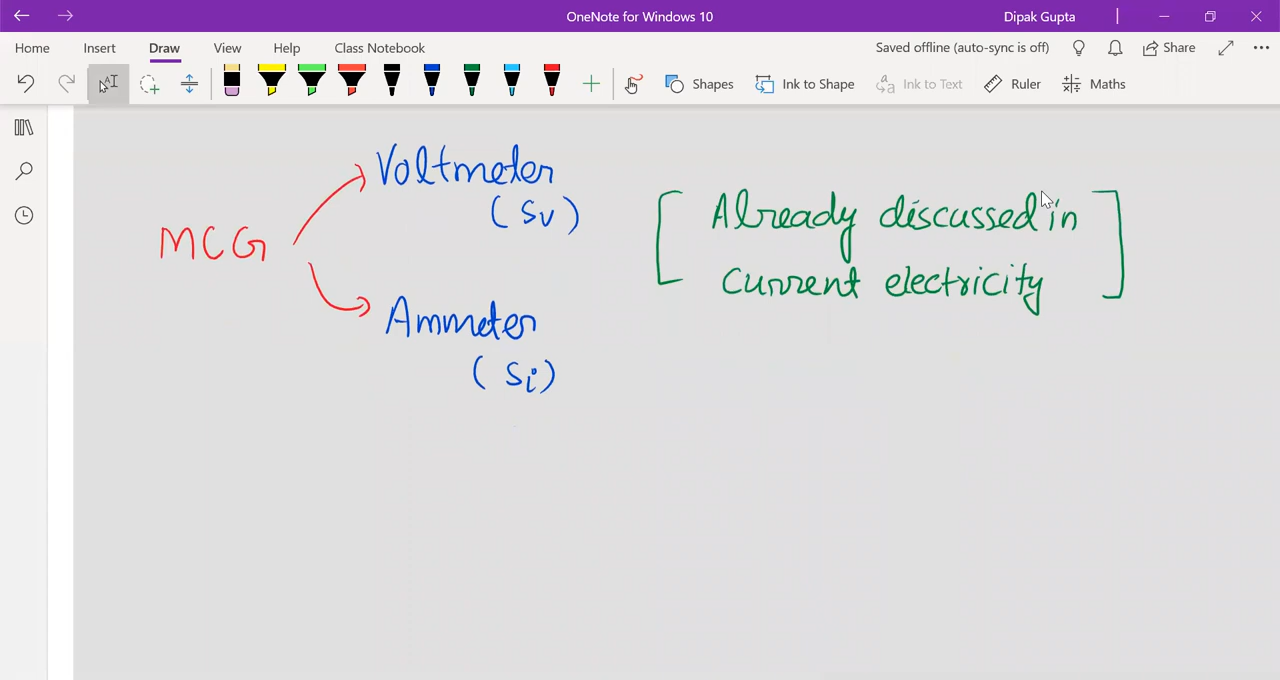 OneNote for Windows 10
Dipak Gupta
Home Insert Draw View Help Class Notebook
Saved offline (auto-sync is off) Share
Shapes Ink to Shape Ink to Text Ruler Maths
MCG
Voltmeter
(Sv)
Ammeter
(Si)
[ Already discussed in
current electricity ]